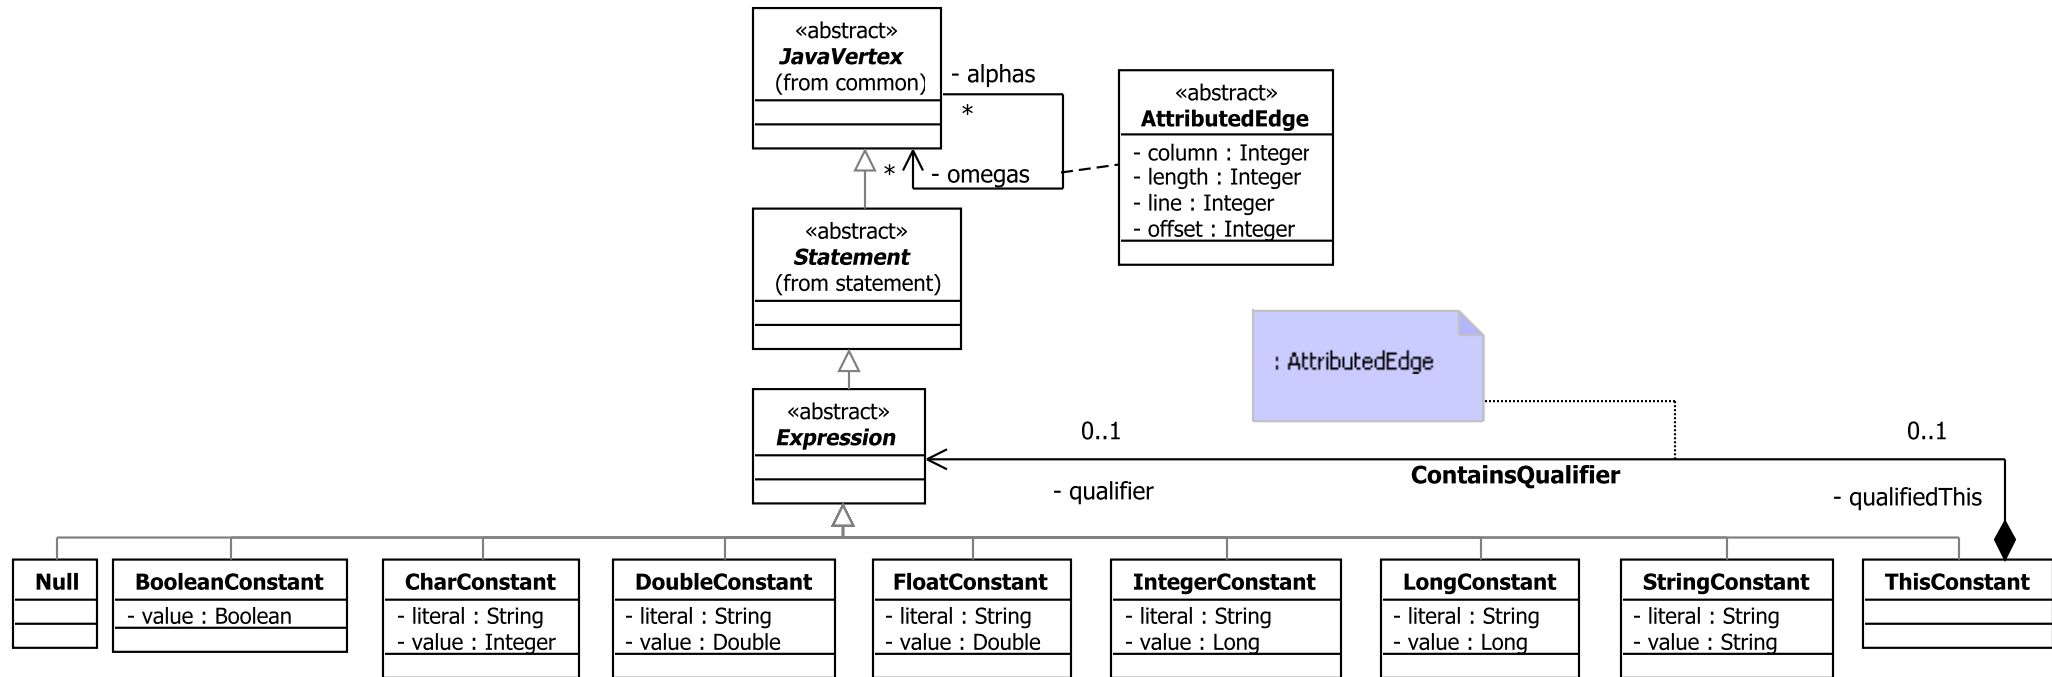 «abstract»
JavaVertex
(from common)
- alphas
*
* - omegas
«abstract»
AttributedEdge
- column : Integer
- length : Integer
- line : Integer
- offset : Integer
«abstract»
Statement
(from statement)
: AttributedEdge
«abstract»
Expression
0..1
0..1
ContainsQualifier
- qualifier
- qualifiedThis
Null
BooleanConstant
- value : Boolean
CharConstant
- literal : String
- value : Integer
DoubleConstant
- literal : String
- value : Double
FloatConstant
- literal : String
- value : Double
IntegerConstant
- literal : String
- value : Long
LongConstant
- literal : String
- value : Long
StringConstant
- literal : String
- value : String
ThisConstant